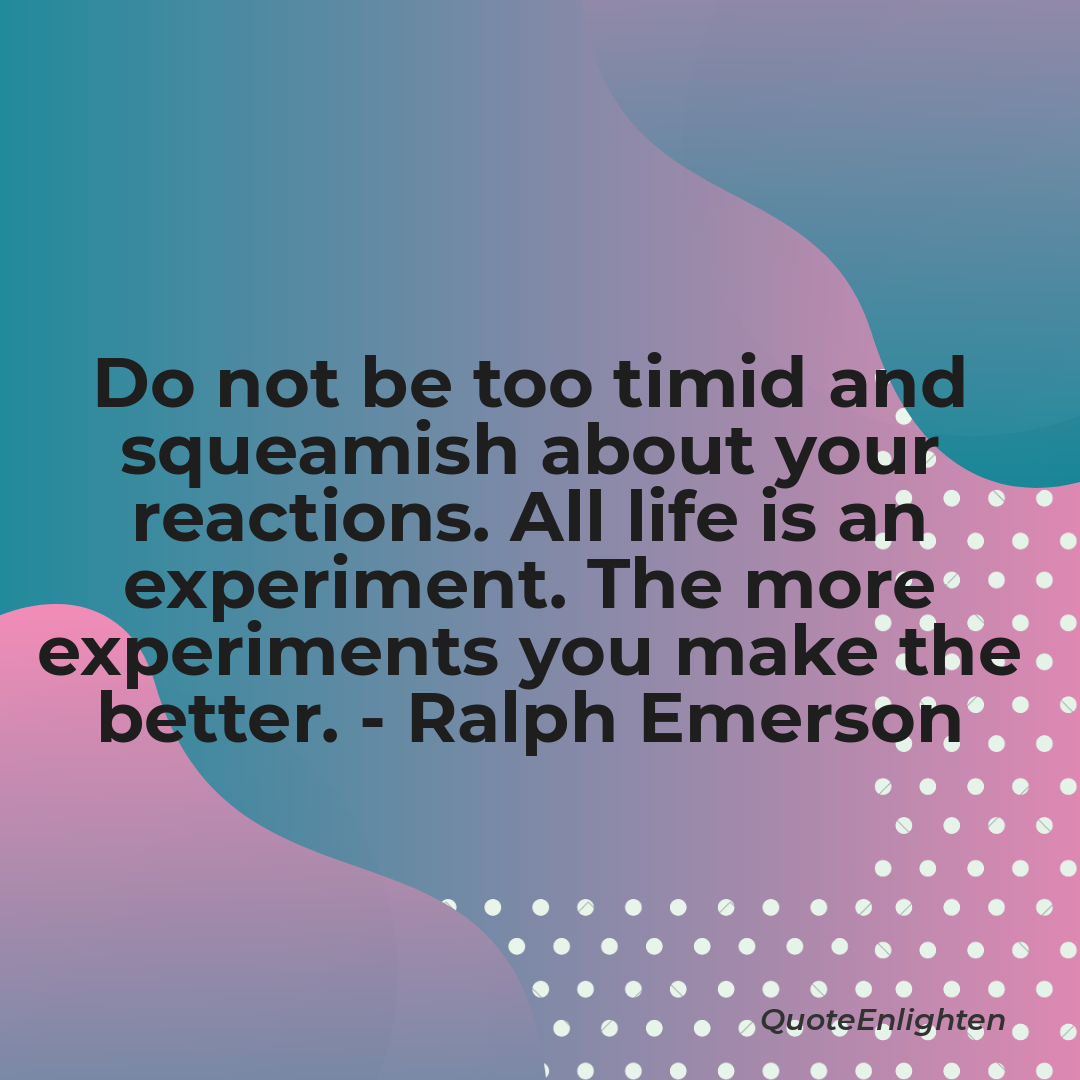 Do not be too timid and
squeamish about your
reactions. All life is an
experiment. The more
experiments you make the
better. - Ralph Emerson
QuoteEnlighten